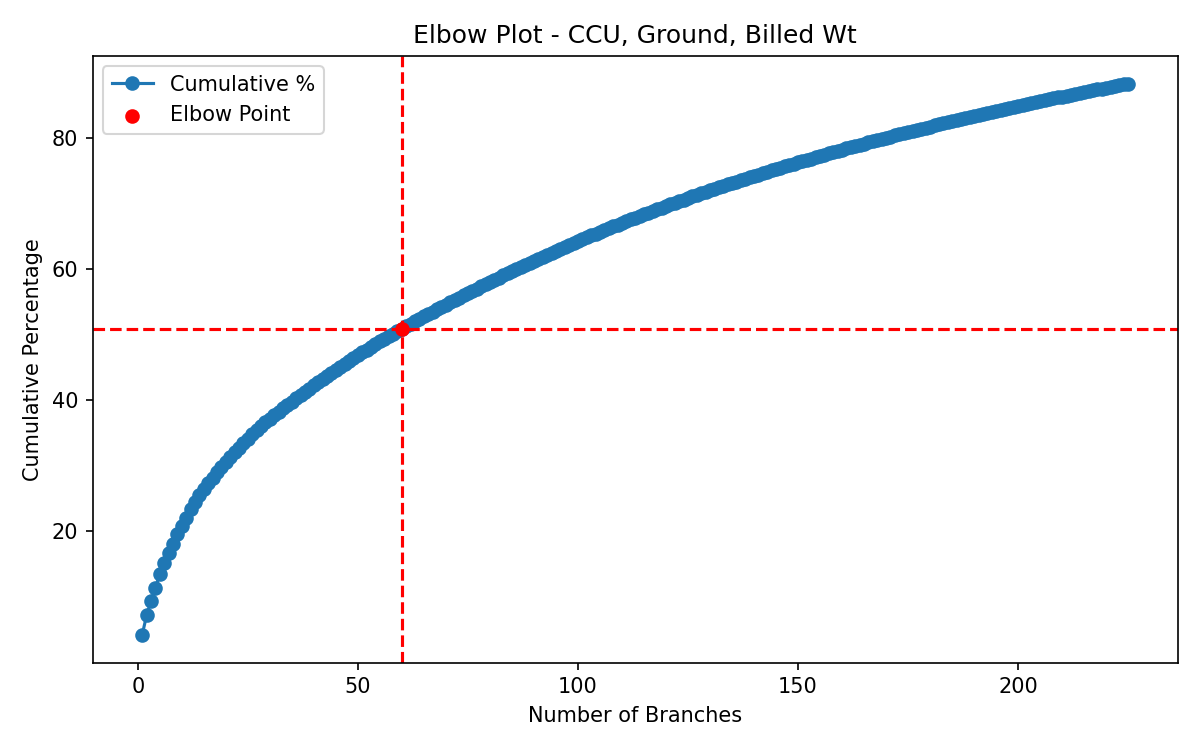 Elbow Plot - CCU, Ground, Billed Wt
Cumulative %
Elbow Point
Cumulative Percentage
80
60
40
20
0
50
100
150
200
Number of Branches